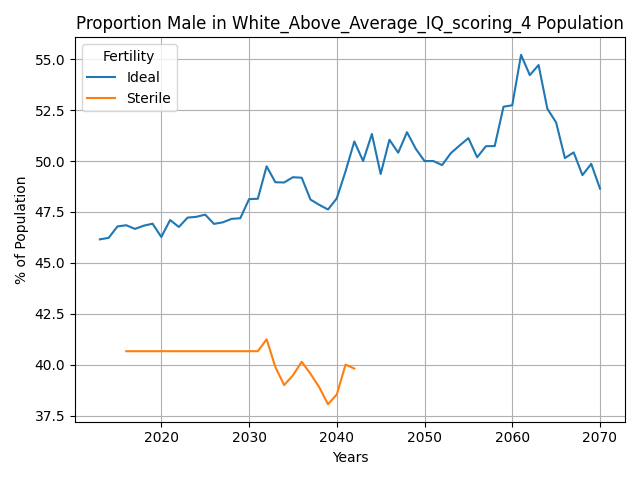 Proportion Male in White_Above_Average_IQ_scoring_4 Population
Fertility
Ideal
Sterile
% of Population
55.0
52.5
50.0
47.5
45.0
42.5
40.0
37.5
2020 2030 2040 2050 2060 2070
Years